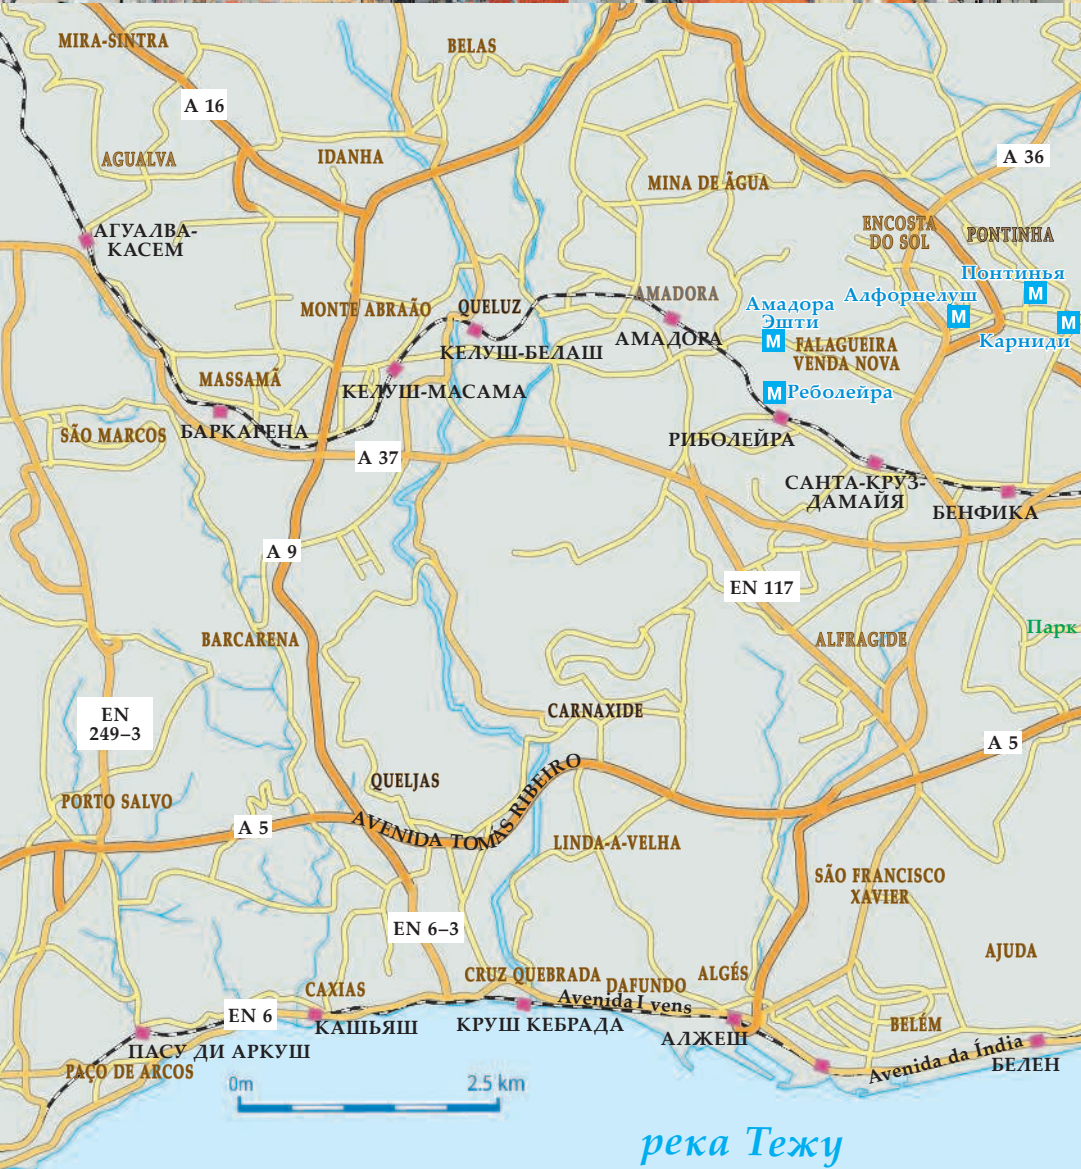 MIRA-SINTRA
BELAS
A 16
AGUALVA
IDANHA
A 36
MINA DE ÃGUA
ENCOSTA
DO SOL
PONTINHA
АГУАЛВА-
КАСЕМ
Понтинья
M
AMADORA
Алфорнелуш
M
MONTE ABRAÃO
QUELUZ
Амадора
Эшти
M
M
Карниди
АМАДОРА
FALAGUEIRA
VENDA NOVA
КЕЛУШ-БЕЛАШ
MASSAMÃ
КЕЛУШ-МАСАМА
M
Реболейра
SÃO MARCOS
БАРКАРЕНА
РИБОЛЕЙРА
A 37
САНТА-КРУЗ-
ДАМАЙЯ
БЕНФИКА
A 9
EN 117
BARCARENA
ALFRAGIDE
Парк
EN
249–3
CARNAXIDE
A 5
QUELJAS
PORTO SALVO
A 5
AVENIDA TOMAS RIBEIRO
LINDA-A-VELHA
SÃO FRANCISCO
XAVIER
EN 6–3
AJUDA
CAXIAS
CRUZ QUEBRADA
DAFUNDO
ALGÉS
Avenida Ivens
EN 6
КАШЬЯШ
КРУШ КЕБРАДА
АЛЖЕШ
BELÉM
ПАСУ ДИ АРКУШ
PAÇO DE ARCOS
Avenida da Índia
БЕЛЕН
0m
2.5 km
река Тежу